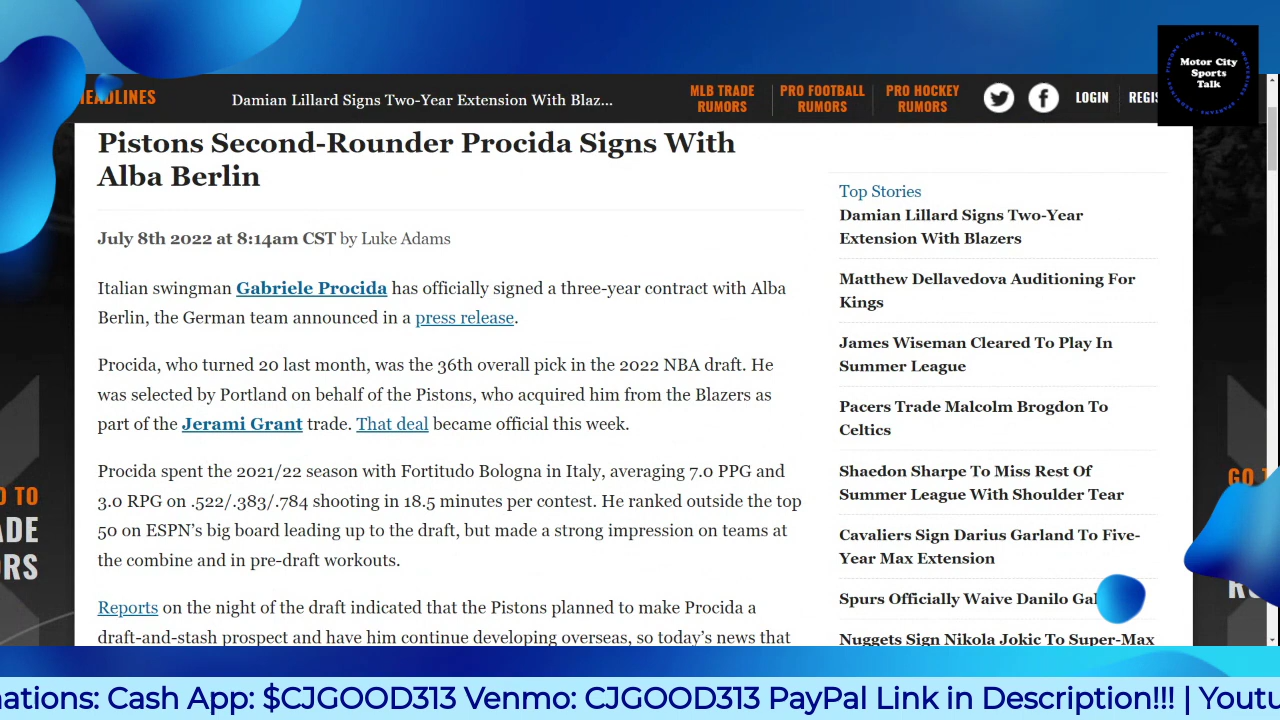 HEADLINES
Damian Lillard Signs Two-Year Extension With Blaz...
MLB TRADE
RUMORS
PRO FOOTBALL
RUMORS
PRO HOCKEY
RUMORS
LOGIN
Motor City
Sports
Talk
Pistons Second-Rounder Procida Signs With
Alba Berlin
July 8th 2022 at 8:14am CST by Luke Adams
Italian swingman Gabriele Procida has officially signed a three-year contract with Alba
Berlin, the German team announced in a press release.
Procida, who turned 20 last month, was the 36th overall pick in the 2022 NBA draft. He
was selected by Portland on behalf of the Pistons, who acquired him from the Blazers as
part of the Jerami Grant trade. That deal became official this week.
Procida spent the 2021/22 season with Fortitudo Bologna in Italy, averaging 7.0 PPG and
3.0 RPG on .522/.383/.784 shooting in 18.5 minutes per contest. He ranked outside the top
50 on ESPN’s big board leading up to the draft, but made a strong impression on teams at
the combine and in pre-draft workouts.
Reports on the night of the draft indicated that the Pistons planned to make Procida a
draft-and-stash prospect and have him continue developing overseas, so today’s news that
Top Stories
Damian Lillard Signs Two-Year
Extension With Blazers
Matthew Dellavedova Auditioning For
Kings
James Wiseman Cleared To Play In
Summer League
Pacers Trade Malcolm Brogdon To
Celtics
Shaedon Sharpe To Miss Rest Of
Summer League With Shoulder Tear
Cavaliers Sign Darius Garland To Five-
Year Max Extension
Spurs Officially Waive Danilo Gal
Nuggets Sign Nikola Jokic To Super-Max
TO
ADE
ORS
GO T
nations: Cash App: $CJGOOD313 Venmo: CJGOOD313 PayPal Link in Description!!! | Youtu